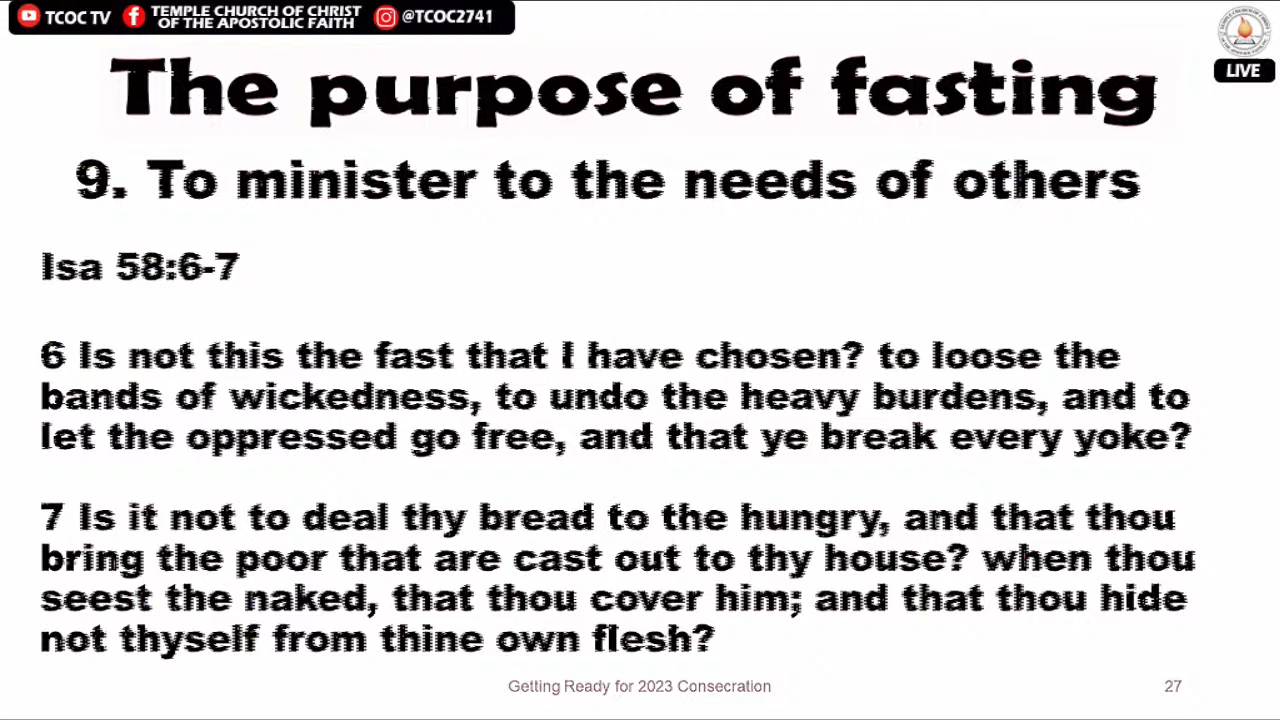 TCOC TV TEMPLE CHURCH OF CHRIST OF THE APOSTOLIC FAITH @TCOC2741
LIVE
The purpose of fasting
9. To minister to the needs of others
Isa 58:6-7
6 Is not this the fast that I have chosen? to loose the
bands of wickedness, to undo the heavy burdens, and to
let the oppressed go free, and that ye break every yoke?
7 Is it not to deal thy bread to the hungry, and that thou
bring the poor that are cast out to thy house? when thou
seest the naked, that thou cover him; and that thou hide
not thyself from thine own flesh?
Getting Ready for 2023 Consecration
27